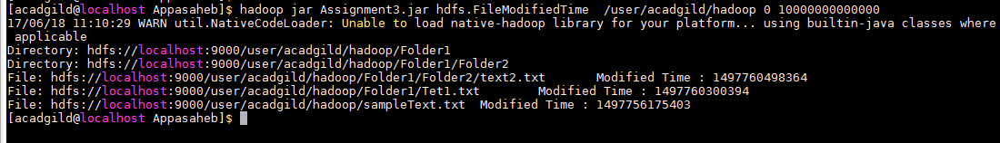 [acadgild@localhost Appasaheb]$ hadoop jar Assignment3.jar hdfs.FileModifiedTime  /user/acadgild/hadoop 0 10000000000000
17/06/18 11:10:29 WARN util.NativeCodeLoader: Unable to load native-hadoop library for your platform... using builtin-java classes where
 applicable
Directory: hdfs://localhost:9000/user/acadgild/hadoop/Folder1
Directory: hdfs://localhost:9000/user/acadgild/hadoop/Folder1/Folder2
File: hdfs://localhost:9000/user/acadgild/hadoop/Folder1/Folder2/text2.txt      Modified Time : 1497760498364
File: hdfs://localhost:9000/user/acadgild/hadoop/Folder1/Tet1.txt        Modified Time : 1497760300394
File: hdfs://localhost:9000/user/acadgild/hadoop/sampleText.txt  Modified Time : 1497756175403
[acadgild@localhost Appasaheb]$